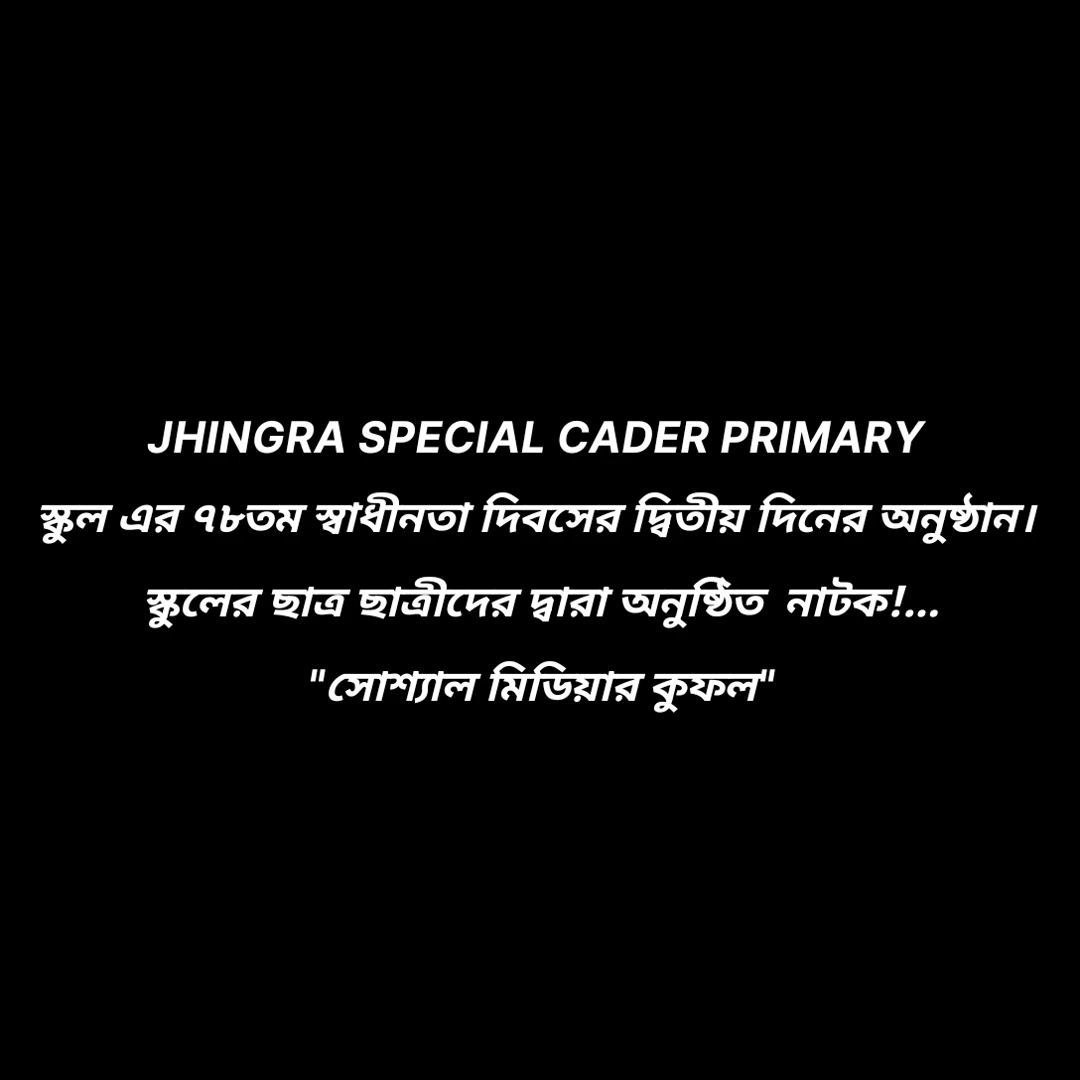 JHINGRA SPECIAL CADER PRIMARY
স্কুল এর ৭৮তম স্বাধীনতা দিবসের দ্বিতীয় দিনের অনুষ্ঠান।
স্কুলের ছাত্র ছাত্রীদের দ্বারা অনুষ্ঠিত  নাটক!...
"সোশ্যাল মিডিয়ার কুফল"